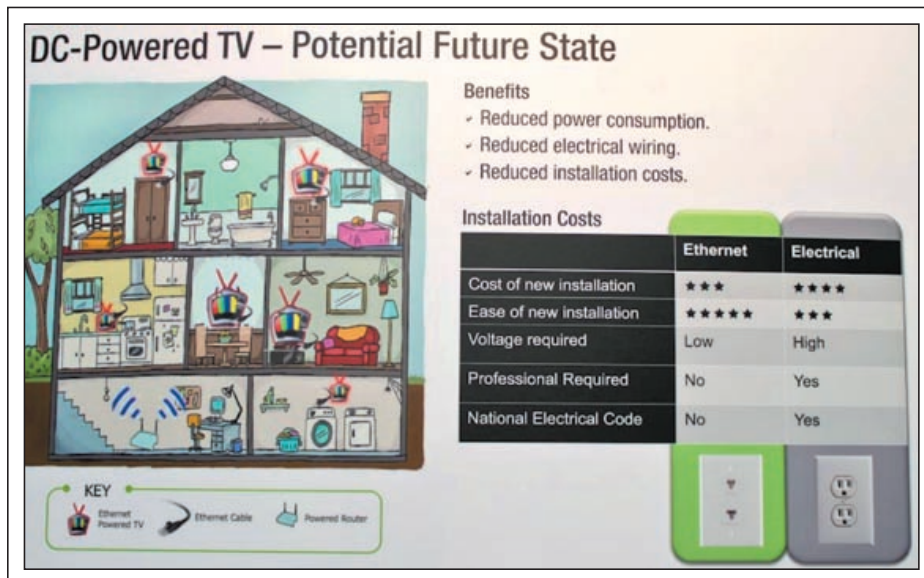 DC-Powered TV – Potential Future State
Benefits
Reduced power consumption.
Reduced electrical wiring.
Reduced installation costs.
Installation Costs
Ethernet Electrical
Cost of new installation ★★★ ★★★★
Ease of new installation ★★★★★ ★★★
Voltage required Low High
Professional Required No Yes
National Electrical Code No Yes
KEY
Ethernet
Powered TV
Ethernet Cable
Powered Router